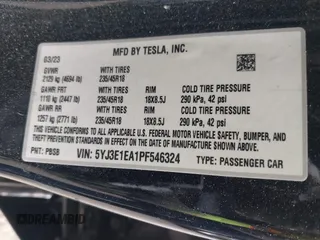 MFD BY TESLA, INC.
03/23
GVWR WITH TIRES
2129 kg (4694 lb) 235/45R18
GAWR FRT WITH TIRES RIM COLD TIRE PRESSURE
1110 kg (2447 lb) 235/45R18 18X8.5J 290 kPa, 42 psi
GAWR RR WITH TIRES RIM COLD TIRE PRESSURE
1257 kg (2771 lb) 235/45R18 18X8.5J 290 kPa, 42 psi
THIS VEHICLE CONFORMS TO ALL APPLICABLE U.S. FEDERAL MOTOR VEHICLE SAFETY, BUMPER, AND
THEFT PREVENTION STANDARDS IN EFFECT ON THE DATE OF MANUFACTURE SHOWN ABOVE.
PNT: PBSB VIN: 5YJ3E1EA1PF546324 TYPE: PASSENGER CAR